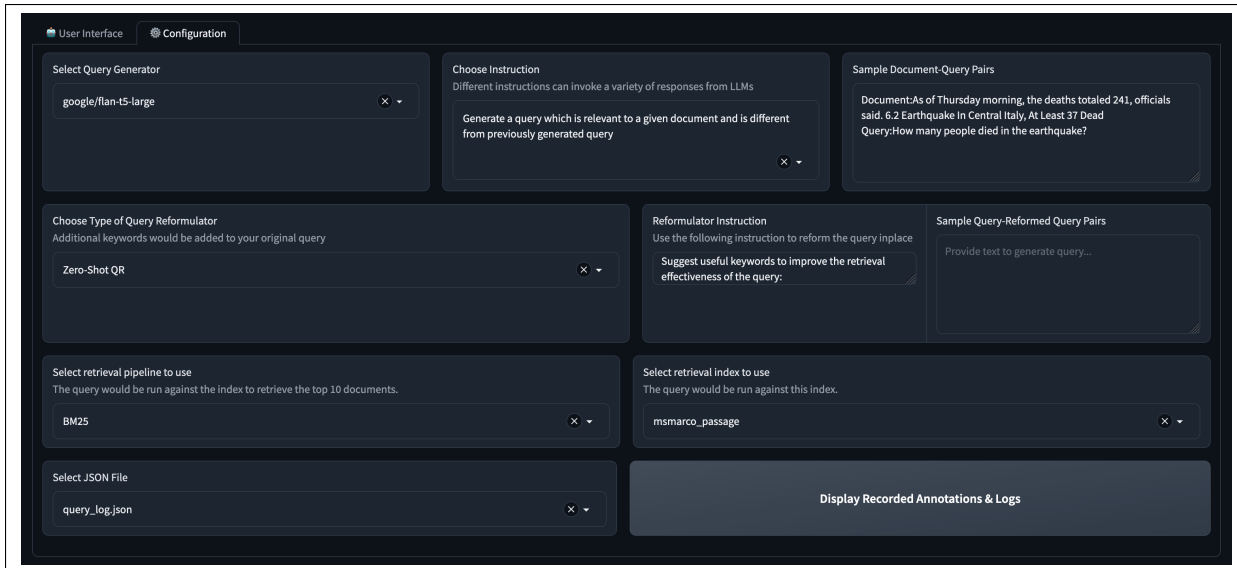 User Interface
Configuration
Select Query Generator
google/flan-t5-large
Choose Instruction
Different instructions can invoke a variety of responses from LLMs
Generate a query which is relevant to a given document and is different
from previously generated query
Sample Document-Query Pairs
Document:As of Thursday morning, the deaths totaled 241, officials
said. 6.2 Earthquake In Central Italy, At Least 37 Dead
Query:How many people died in the earthquake?
Choose Type of Query Reformulator
Additional keywords would be added to your original query
Zero-Shot QR
Reformulator Instruction
Use the following instruction to reform the query inplace
Suggest useful keywords to improve the retrieval
effectiveness of the query:
Sample Query-Reformed Query Pairs
Provide text to generate query...
Select retrieval pipeline to use
The query would be run against the index to retrieve the top 10 documents.
BM25
Select retrieval index to use
The query would be run against this index.
msmarco_passage
Select JSON File
query_log.json
Display Recorded Annotations & Logs